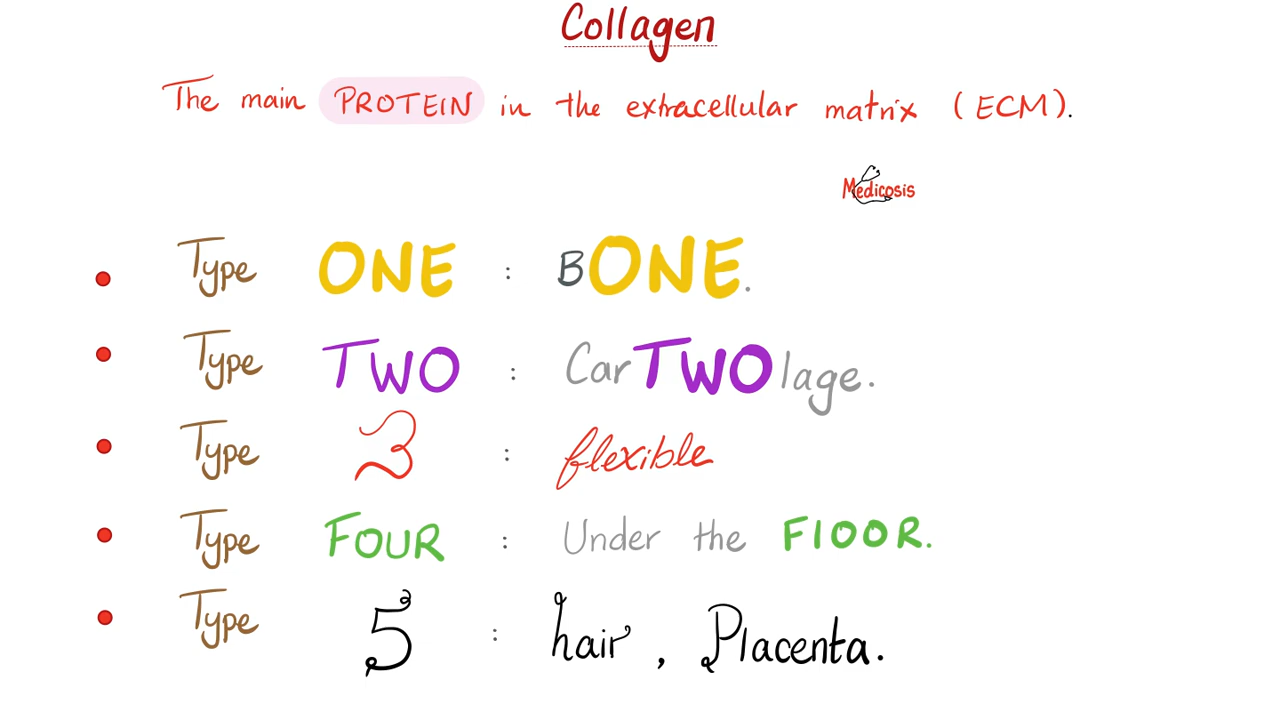 Collagen
The main PROTEIN in the extracellular matrix (ECM).
Medicosis
Type ONE : BONE.
Type TWO : CarTWOlage.
Type 3 : flexible
Type FOUR : Under the FlOOR.
Type 5 : hair, Placenta.